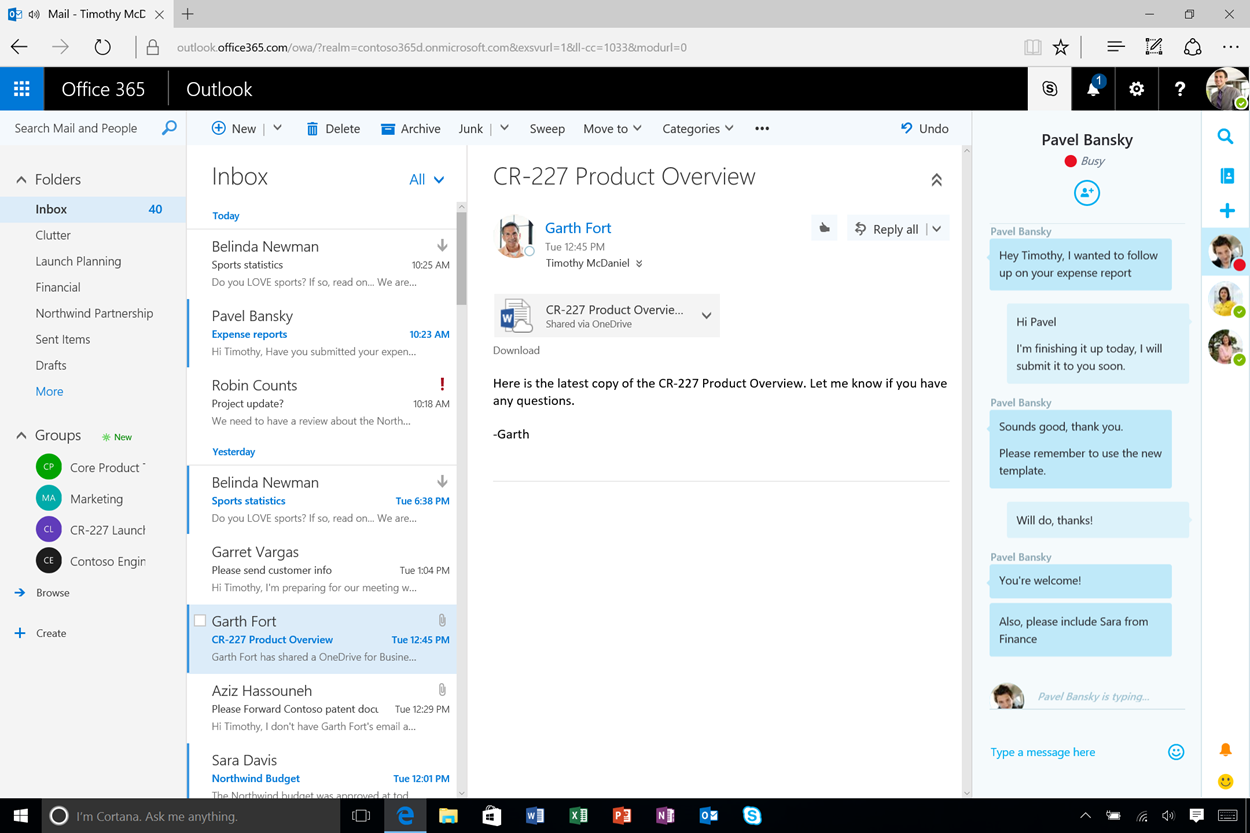 Mail - Timothy McD
outlook.office365.com/owa/?realm=contoso365d.onmicrosoft.com&exsvurl=1&ll-cc=1033&modurl=0
Office 365
Outlook
1
?
Search Mail and People
New
Delete
Archive
Junk
Sweep
Move to
Categories
Undo
Folders
Inbox 40
Clutter
Launch Planning
Financial
Northwind Partnership
Sent Items
Drafts
More
Groups New
CP Core Product
MA Marketing
CL CR-227 Launch
CE Contoso Engin
Browse
Create
Inbox
All
Today
Belinda Newman
Sports statistics 10:25 AM
Do you LOVE sports? If so, read on... We are...
Pavel Bansky
Expense reports 10:23 AM
Hi Timothy, Have you submitted your expen...
Robin Counts !
Project update? 10:18 AM
We need to have a review about the North...
Yesterday
Belinda Newman
Sports statistics Tue 6:38 PM
Do you LOVE sports? If so, read on... We are...
Garret Vargas
Please send customer info Tue 1:04 PM
Hi Timothy, I'm preparing for our meeting w...
Garth Fort
CR-227 Product Overview Tue 12:45 PM
Garth Fort has shared a OneDrive for Busine...
Aziz Hassouneh
Please Forward Contoso patent docu Tue 12:29 PM
Hi Timothy, I don't have Garth Fort's email a...
Sara Davis
Northwind Budget Tue 12:01 PM
The Northwind budget was approved at tod
CR-227 Product Overview
Garth Fort
Tue 12:45 PM
Timothy McDaniel
Reply all
W
CR-227 Product Overvie...
Shared via OneDrive
Download
Here is the latest copy of the CR-227 Product Overview. Let me know if you have
any questions.
-Garth
Pavel Bansky
Busy
Pavel Bansky
Hey Timothy, I wanted to follow
up on your expense report
Hi Pavel
I'm finishing it up today, I will
submit it to you soon.
Pavel Bansky
Sounds good, thank you.
Please remember to use the new
template.
Will do, thanks!
Pavel Bansky
You're welcome!
Also, please include Sara from
Finance
Pavel Bansky is typing...
Type a message here
I'm Cortana. Ask me anything.